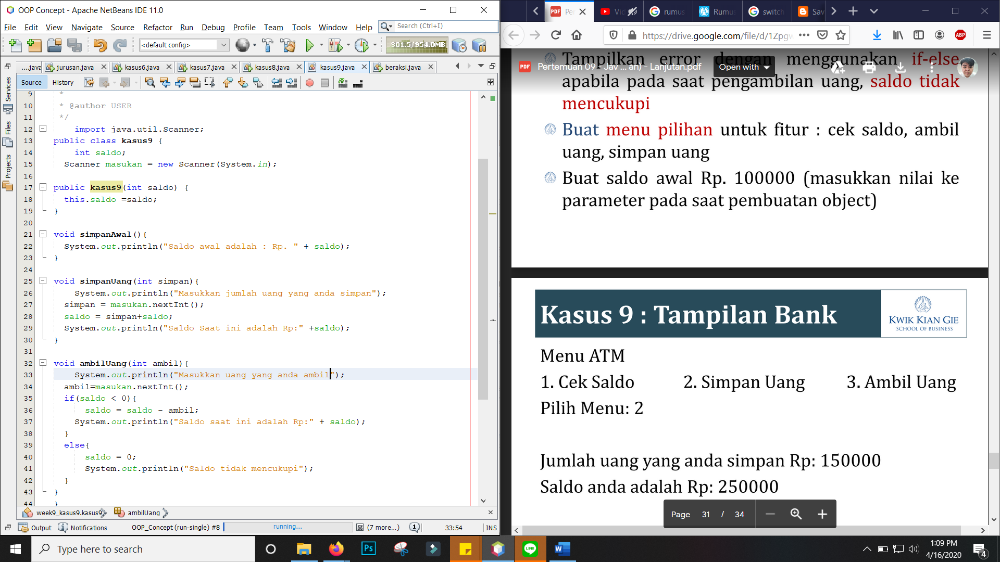 OOP Concept - Apache NetBeans IDE 11.0
File Edit View Navigate Source Refactor Run Debug Profile Team Tools Window Help
Search (Ctrl+I)
<default config>
301.5/954.0MB
....java jurusan.java kasus6.java kasus7.java kasus8.java kasus9.java beraksi.java
Source History
Services
Files
Projects
9 *
10 * @author USER
11 */
12 import java.util.Scanner;
13 public class kasus9 {
14 int saldo;
15 Scanner masukan = new Scanner(System.in);
16
17 public kasus9(int saldo) {
18 this.saldo =saldo;
19 }
20
21 void simpanAwal(){
22 System.out.println("Saldo awal adalah : Rp. " + saldo);
23 }
24
25 void simpanUang(int simpan){
26 System.out.println("Masukkan jumlah uang yang anda simpan");
27 simpan = masukan.nextInt();
28 saldo = simpan+saldo;
29 System.out.println("Saldo Saat ini adalah Rp:" +saldo);
30 }
31
32 void ambilUang(int ambil){
33 System.out.println("Masukkan uang yang anda ambil");
34 ambil=masukan.nextInt();
35 if(saldo < 0){
36 saldo = saldo - ambil;
37 System.out.println("Saldo saat ini adalah Rp:" + saldo);
38 }
39 else{
40 saldo = 0;
41 System.out.println("Saldo tidak mencukupi");
42 }
43 }
44 }
week9_kasus9.kasus9 ambilUang
Output Notifications OOP_Concept (run-single) #8 running... (7 more...) 1 33:54 INS
PDF Pe Vid rumus Rumu switch Sav
https://drive.google.com/file/d/1Zpgw
ABP
Tampilkan error dengan menggunakan if-else
PDF Pertemuan 09 - Jav ... an) - Lanjutan.pdf Open with
apabila pada saat pengambilan uang, saldo tidak
mencukupi
Buat menu pilihan untuk fitur : cek saldo, ambil
uang, simpan uang
Buat saldo awal Rp. 100000 (masukkan nilai ke
parameter pada saat pembuatan object)
Kasus 9 : Tampilan Bank
KWIK KIAN GIE
SCHOOL OF BUSINESS
Menu ATM
1. Cek Saldo 2. Simpan Uang 3. Ambil Uang
Pilih Menu: 2
Jumlah uang yang anda simpan Rp: 150000
Saldo anda adalah Rp: 250000
Page 31 / 34
Type here to search
Ps
LINE
W
1:09 PM
4/16/2020
4